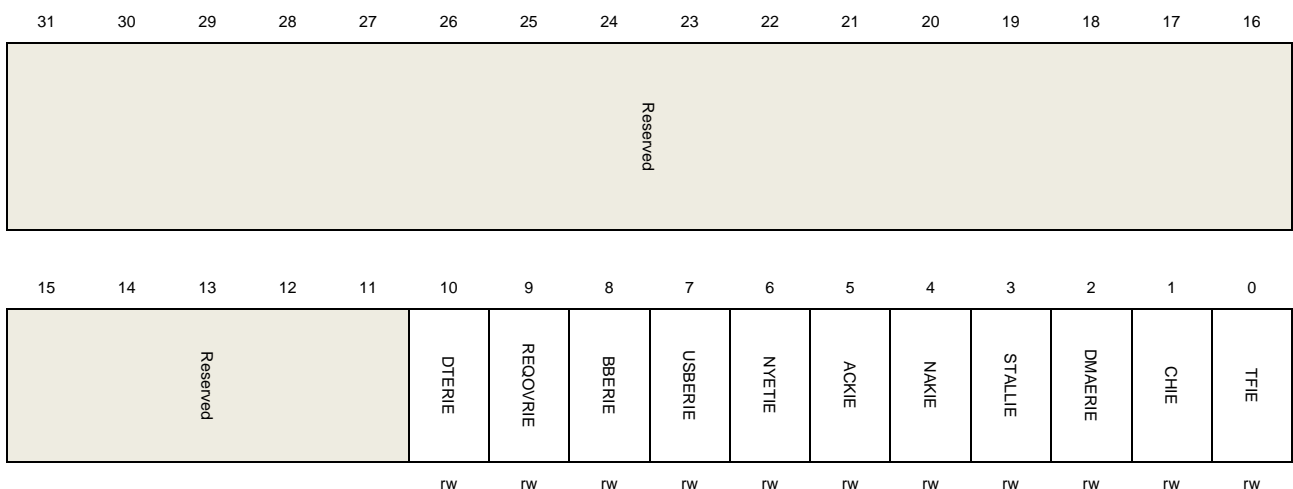 31 30 29 28 27 26 25 24 23 22 21 20 19 18 17 16
Reserved
15 14 13 12 11 10 9 8 7 6 5 4 3 2 1 0
Reserved DTERIE REQOVRIE BBERIE USBERIE NYETIE ACKIE NAKIE STALLIE DMAERIE CHIE TFIE
rw rw rw rw rw rw rw rw rw rw rw